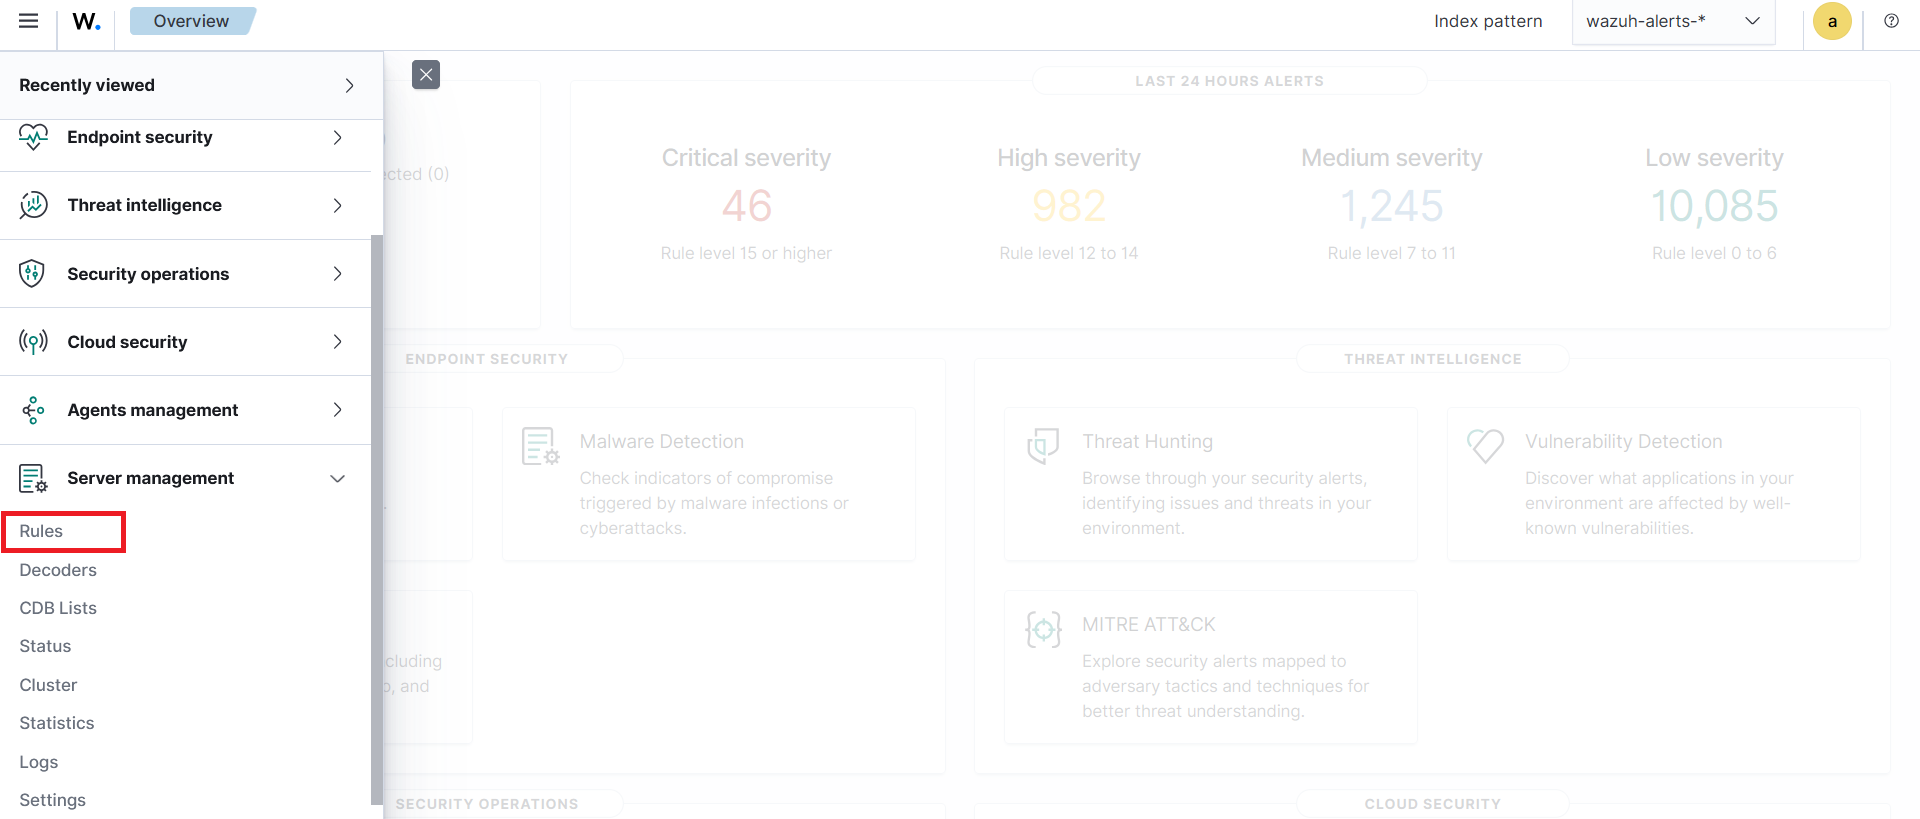 W.
Overview
Index pattern
wazuh-alerts-*
a
Recently viewed
Endpoint security
Threat intelligence
Security operations
Cloud security
Agents management
Server management
Rules
Decoders
CDB Lists
Status
Cluster
Statistics
Logs
Settings
ected (0)
LAST 24 HOURS ALERTS
Critical severity
46
Rule level 15 or higher
High severity
982
Rule level 12 to 14
Medium severity
1,245
Rule level 7 to 11
Low severity
10,085
Rule level 0 to 6
ENDPOINT SECURITY
Malware Detection
Check indicators of compromise
triggered by malware infections or
cyberattacks.
cluding
, and
THREAT INTELLIGENCE
Threat Hunting
Browse through your security alerts,
identifying issues and threats in your
environment.
Vulnerability Detection
Discover what applications in your
environment are affected by well-
known vulnerabilities.
MITRE ATT&CK
Explore security alerts mapped to
adversary tactics and techniques for
better threat understanding.
SECURITY OPERATIONS
CLOUD SECURITY